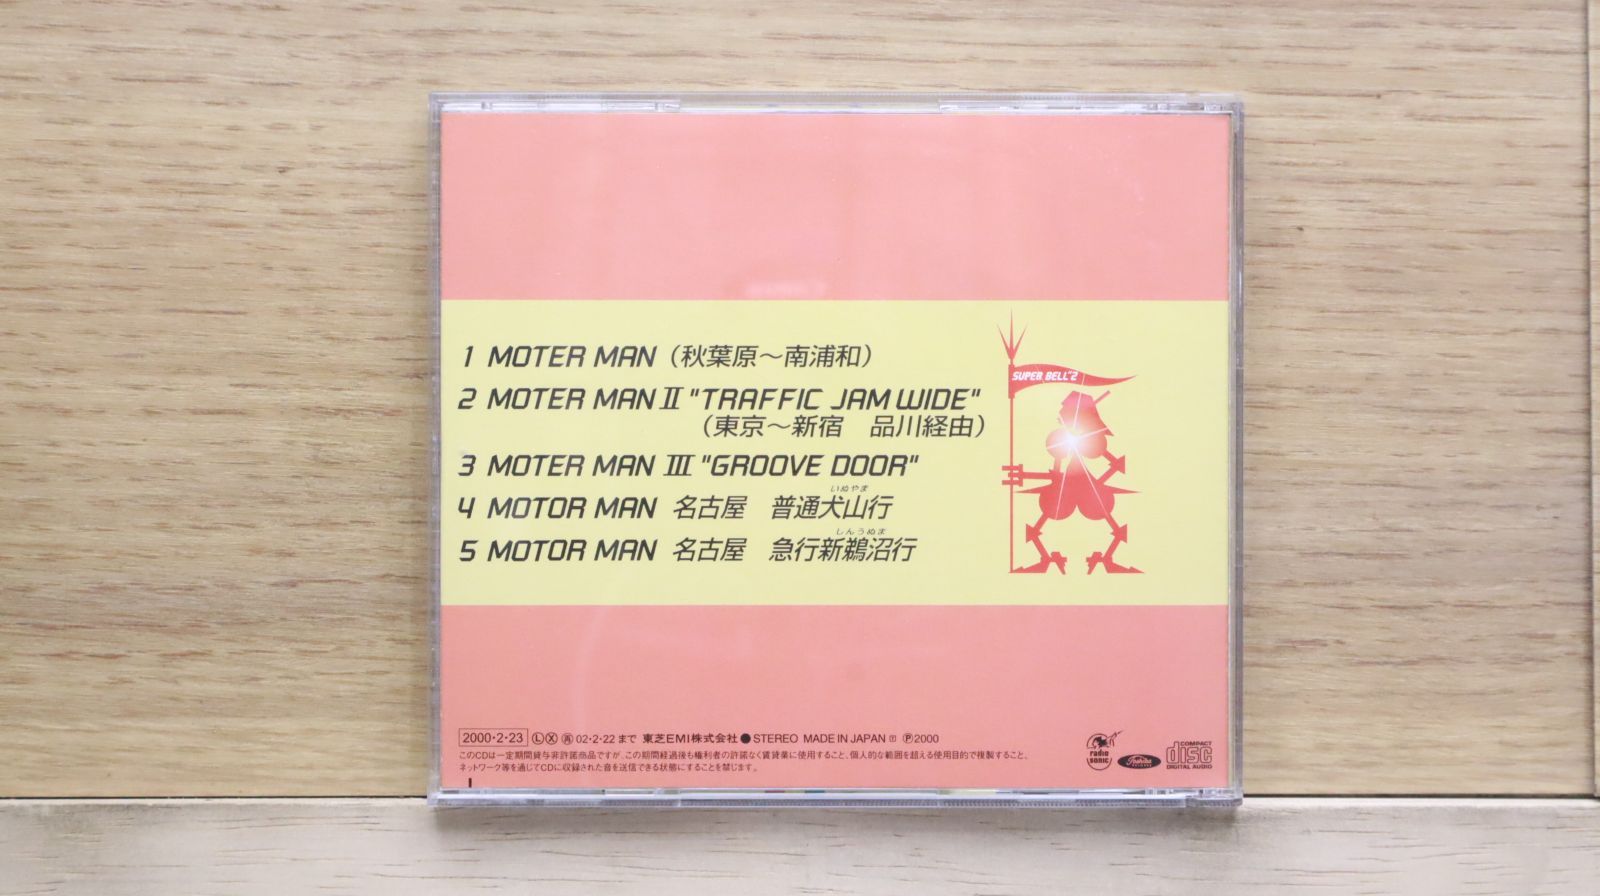 1 MOTER MAN (秋葉原〜南浦和)
2 MOTER MAN II "TRAFFIC JAM WIDE"
(東京〜新宿 品川経由)
3 MOTER MAN III "GROOVE DOOR"
いぬやま
4 MOTOR MAN 名古屋 普通犬山行
しんうぬま
5 MOTOR MAN 名古屋 急行新鵜沼行
SUPER BELL"Z
2000・2・23 Ⓛ Ⓧ 再 02・2・22まで 東芝EMI株式会社● STEREO MADE IN JAPAN Ⓟ2000
このCDは一定期間貸与非許諾商品ですが、この期間経過後も権利者の許諾なく賃貸業に使用すること、個人的な範囲を超える使用目的で複製すること、
ネットワーク等を通じてCDに収録された音を送信できる状態にすることを禁じます。
radio
SONIC
Toshiba
COMPACT
disc
DIGITAL AUDIO